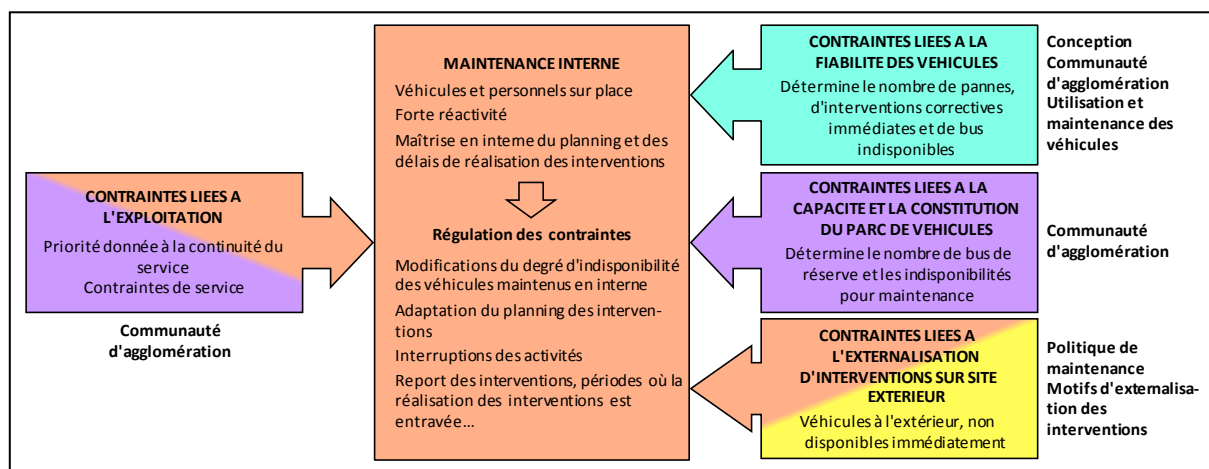 CONTRAINTES LIEES A
L'EXPLOITATION
Priorité donnée à la continuité du
service
Contraintes de service
Communauté
d'agglomération
MAINTENANCE INTERNE
Véhicules et personnels sur place
Forte réactivité
Maîtrise en interne du planning et des
délais de réalisation des interventions
Régulation des contraintes
Modifications du degré d'indisponibilité
des véhicules maintenus en interne
Adaptation du planning des interven-
tions
Interruptions des activités
Report des interventions, périodes où la
réalisation des interventions est
entravée...
CONTRAINTES LIEES A LA
FIABILITE DES VEHICULES
Détermine le nombre de pannes,
d'interventions correctives
immédiates et de bus
indisponibles
Conception
Communauté
d'agglomération
Utilisation et
maintenance des
véhicules
CONTRAINTES LIEES A LA
CAPACITE ET LA CONSTITUTION
DU PARC DE VEHICULES
Détermine le nombre de bus de
réserve et les indisponibilités
pour maintenance
Communauté
d'agglomération
CONTRAINTES LIEES A
L'EXTERNALISATION
D'INTERVENTIONS SUR SITE
EXTERIEUR
Véhicules à l'extérieur, non
disponibles immédiatement
Politique de
maintenance
Motifs d'externalisa-
tion des
interventions